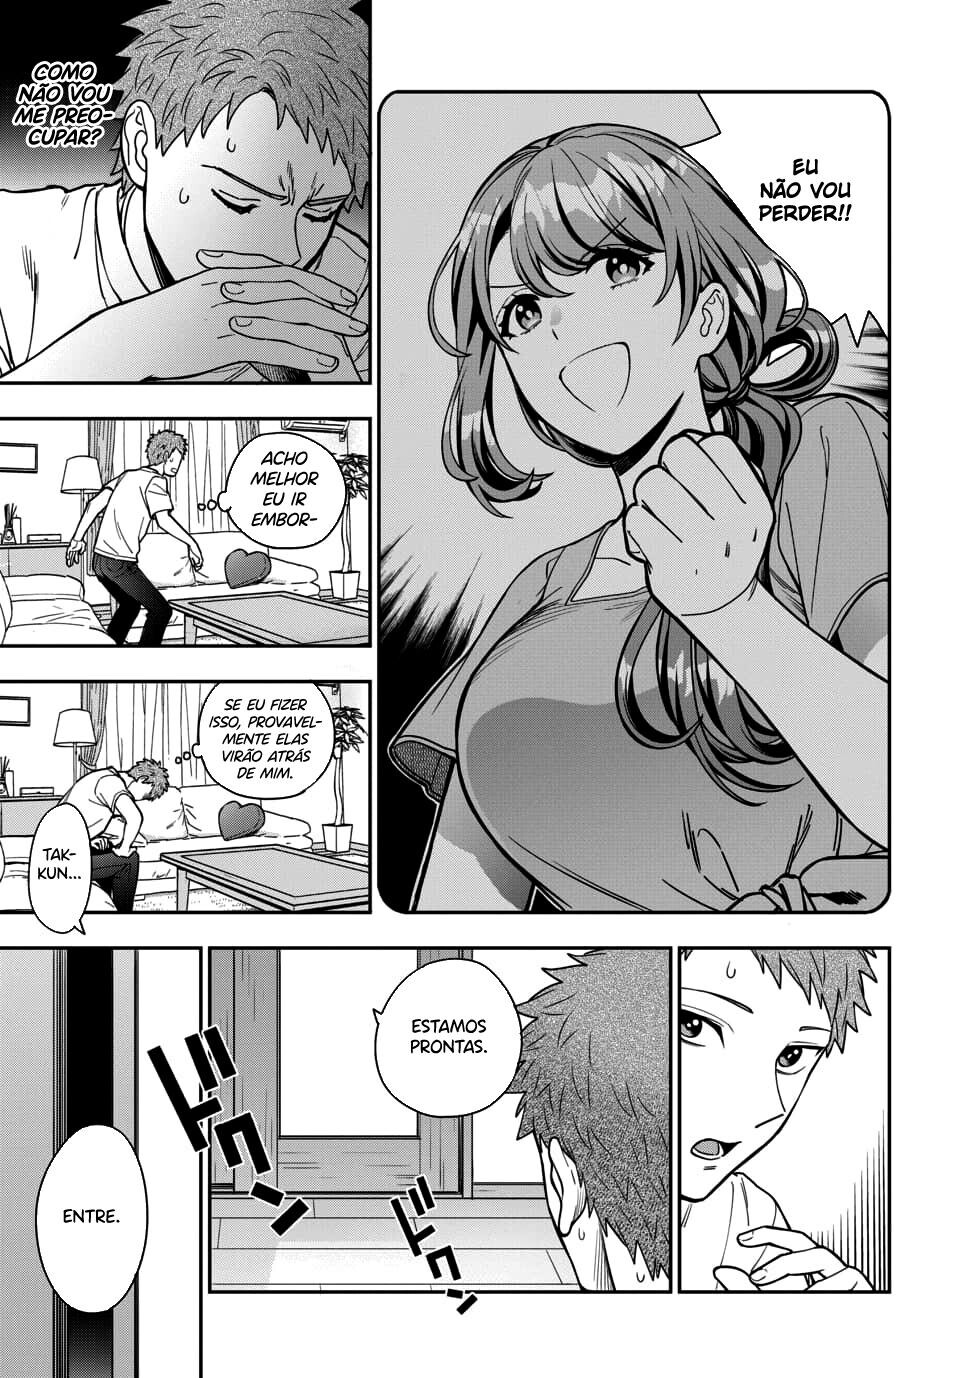 EU
NÃO VOU
PERDER!!
COMO
NÃO VOU
ME PREO-
CUPAR?
ACHO
MELHOR
EU IR
EMBOR-
SE EU FIZER
ISSO, PROVAVEL-
MENTE ELAS
VIRÃO ATRÁS
DE MIM.
TAK-
KUN...
ESTAMOS
PRONTAS.
ドクン
ドクン
ENTRE.